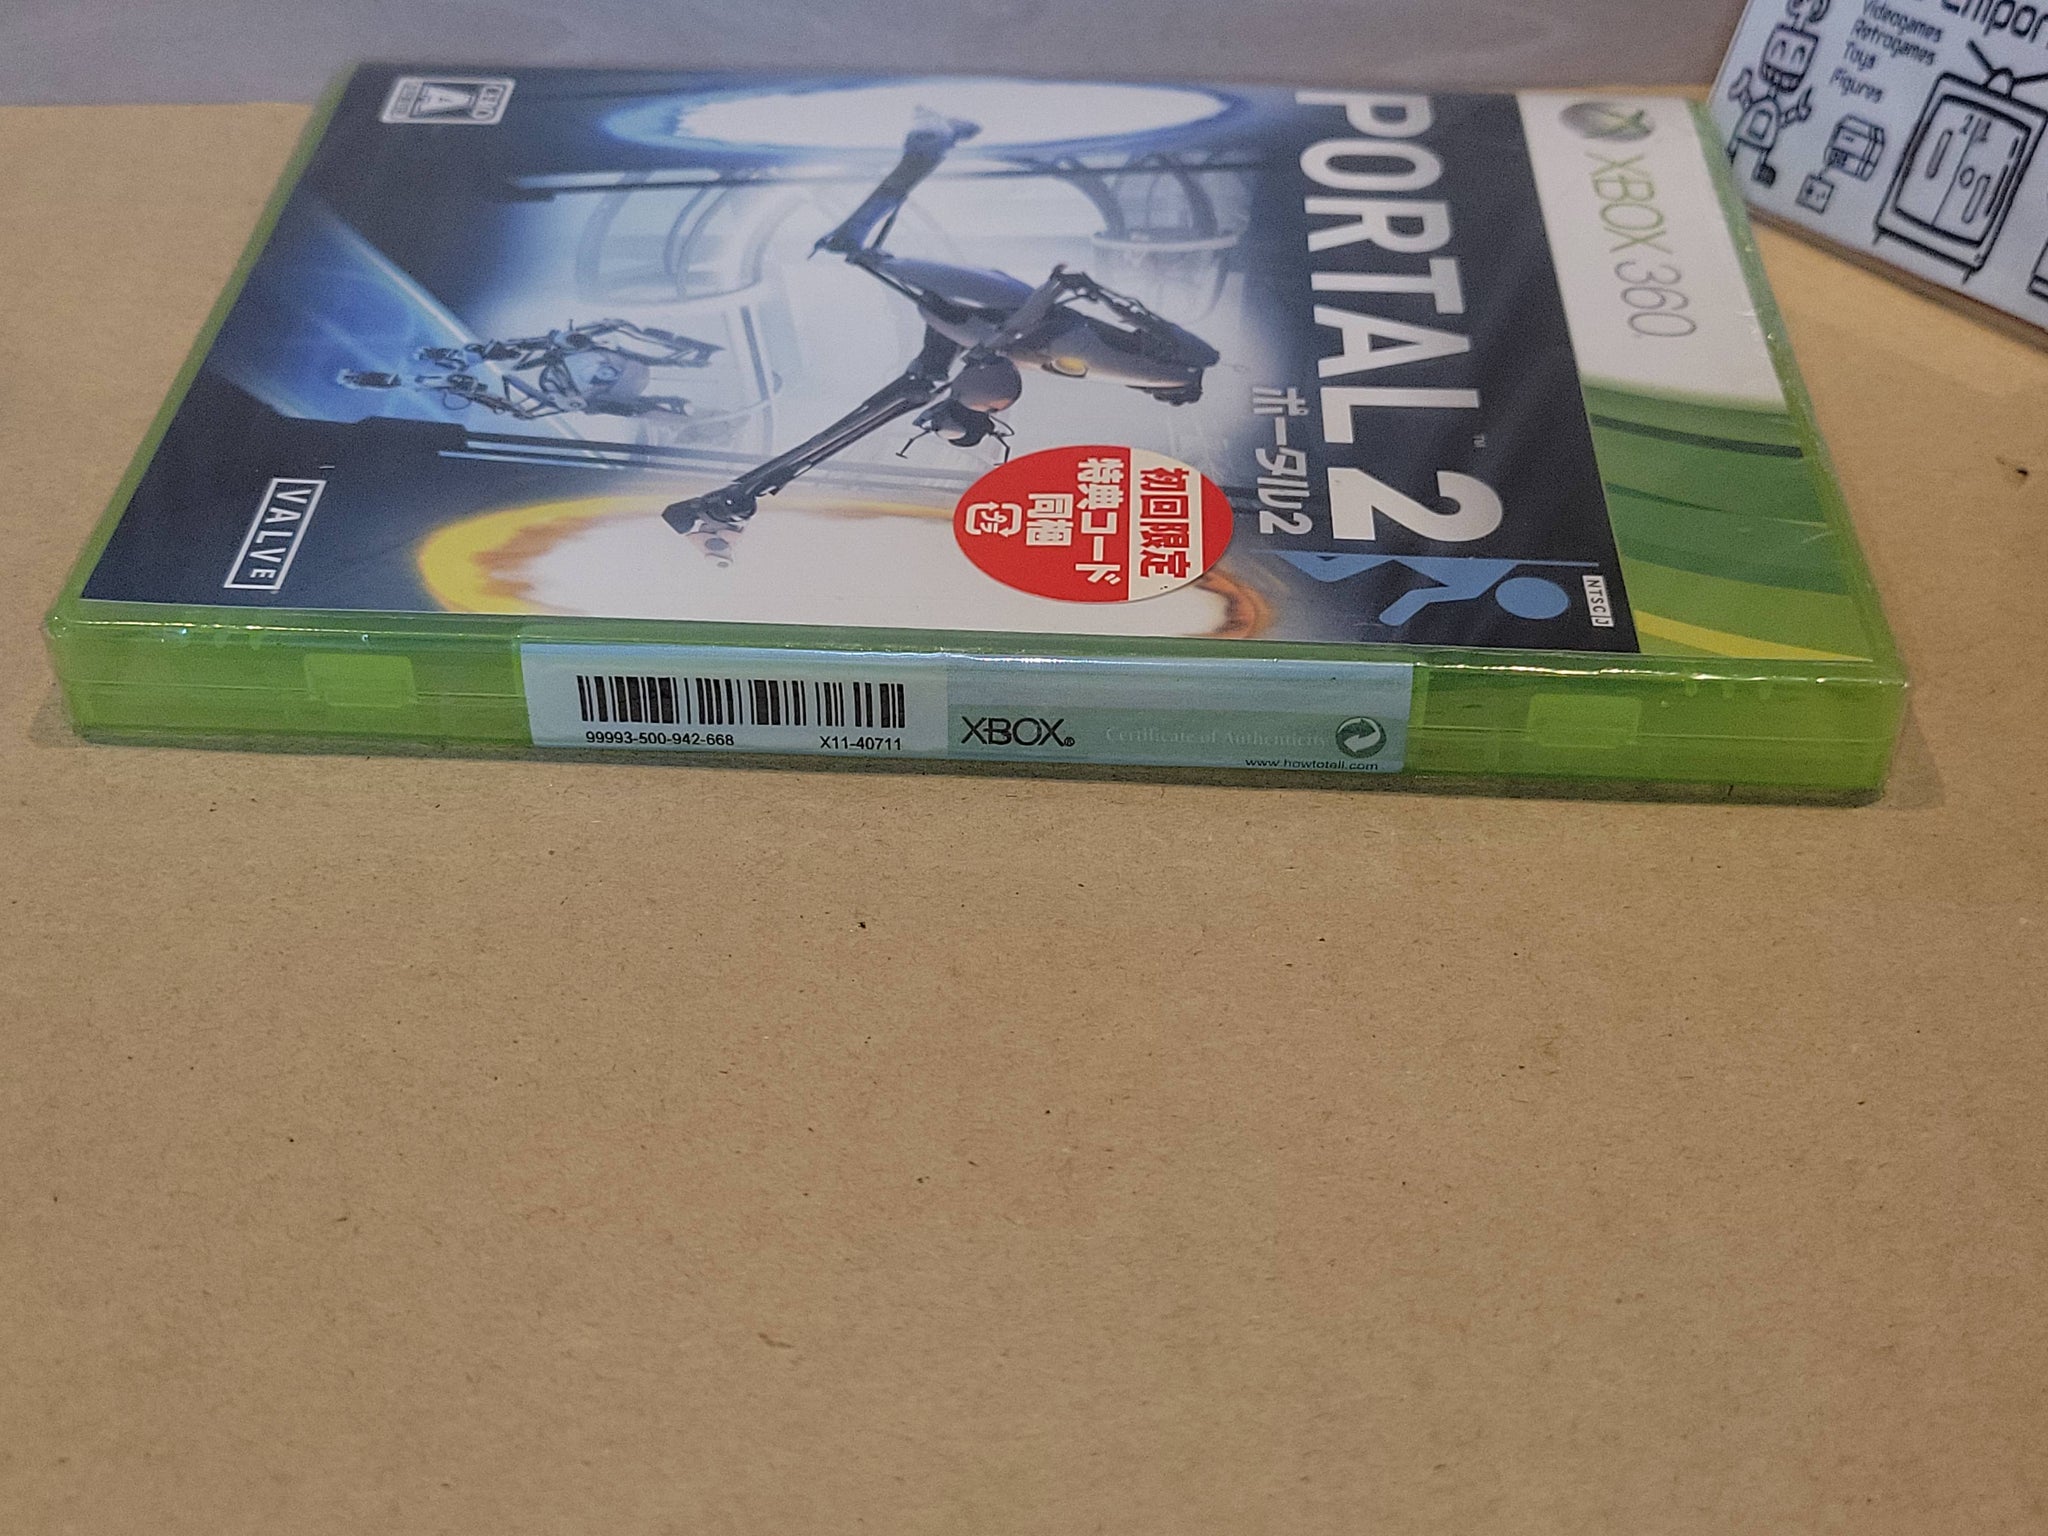 XBOX 360
PORTAL 2
™
ポータル2
NTSC J
初回限定
特典コード
同梱
A
VALVE
99993-500-942-668
X11-40711
XBOX®
Certificate of Authenticity
www.howtotell.com
Videogames
Retrogames
Toys
Figures